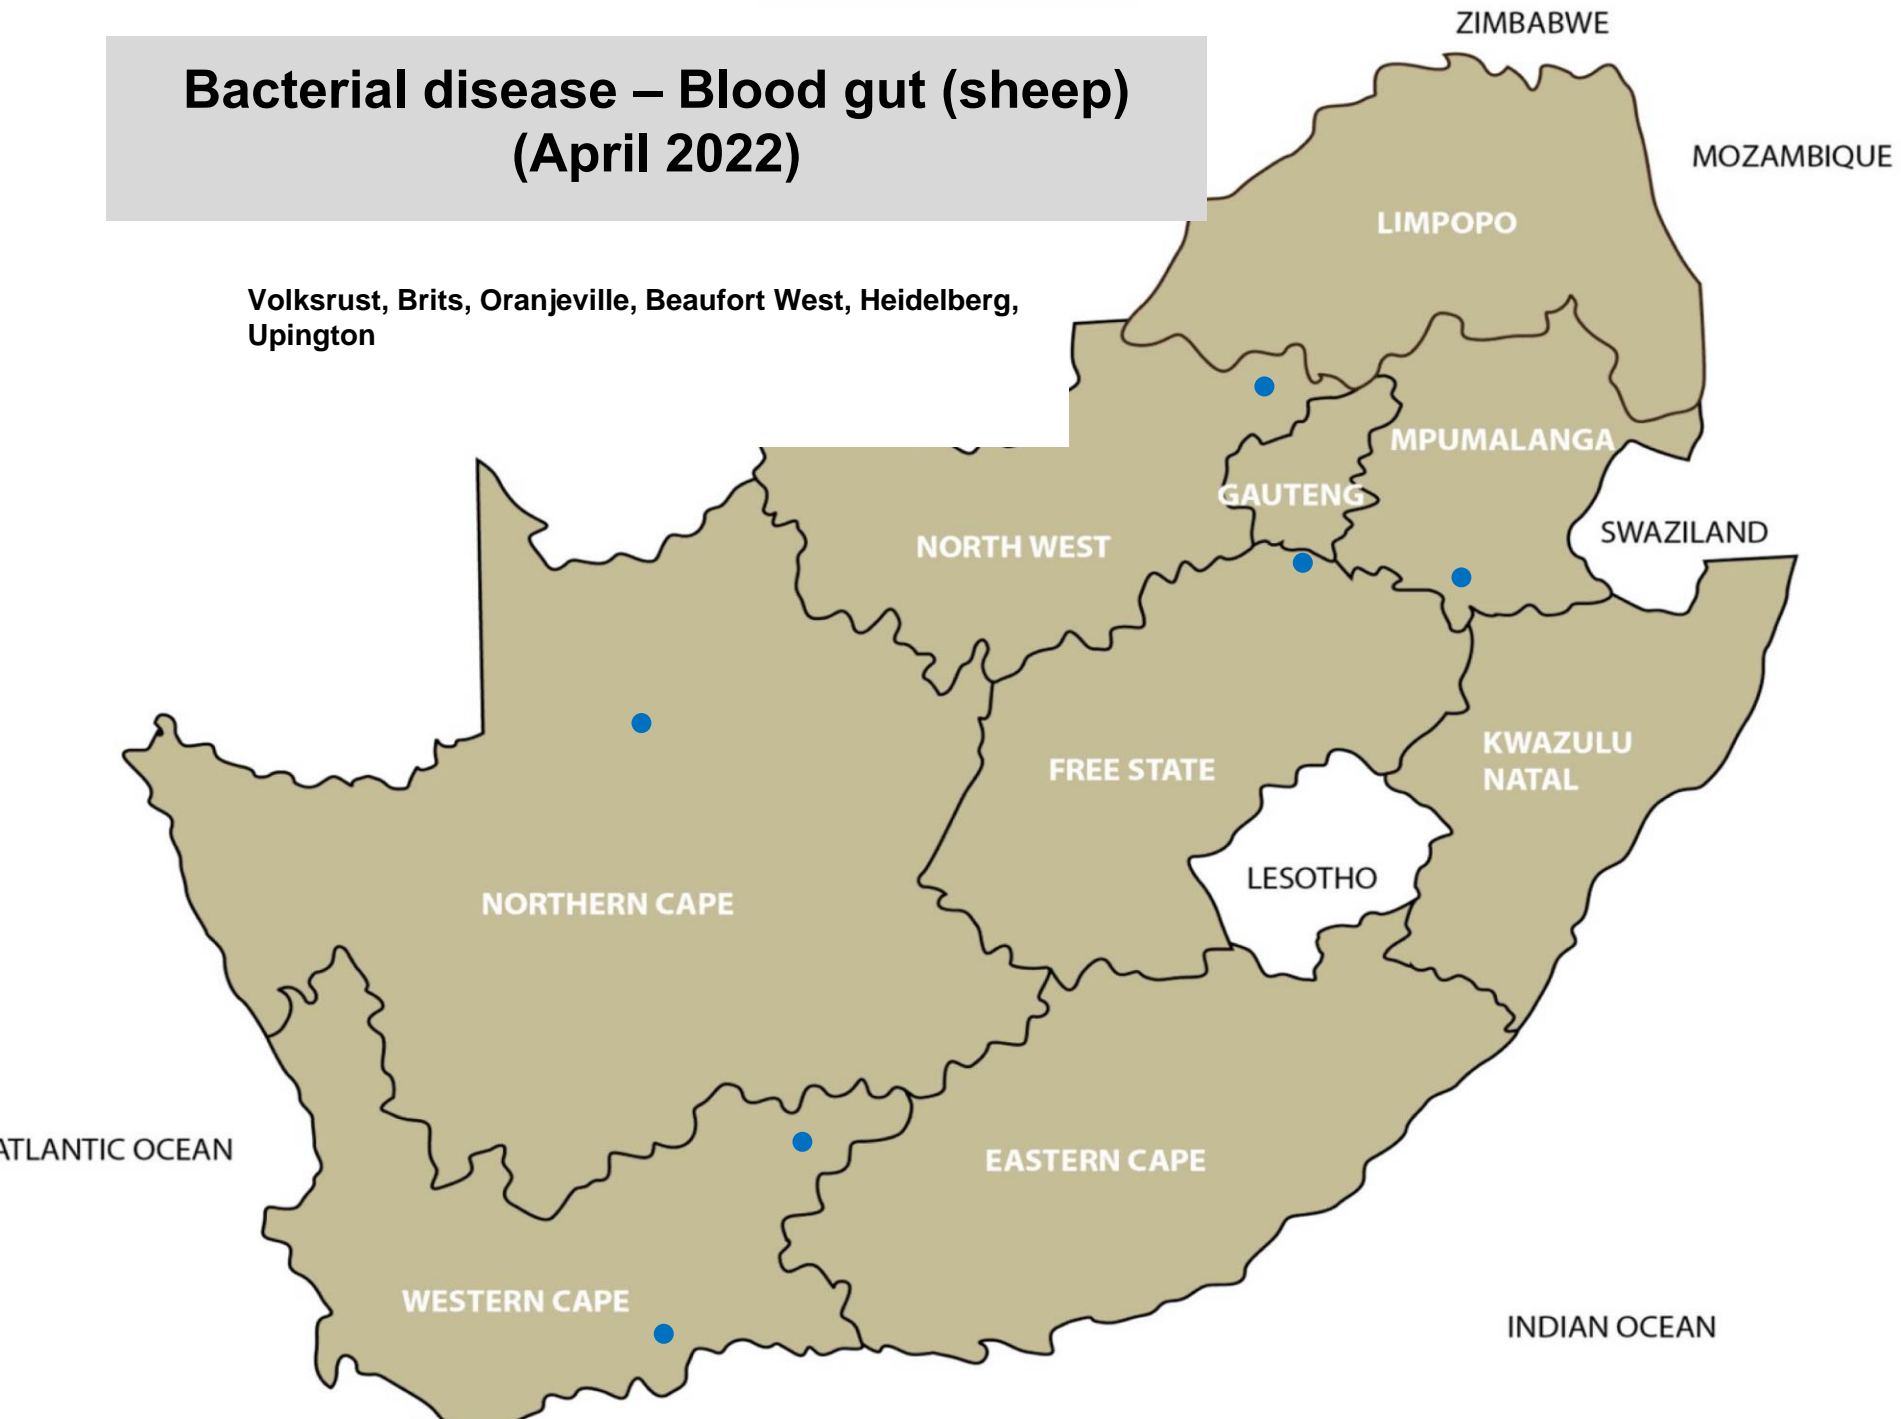 ZIMBABWE
Bacterial disease – Blood gut (sheep)
(April 2022)
MOZAMBIQUE
LIMPOPO
Volksrust, Brits, Oranjeville, Beaufort West, Heidelberg,
Upington
MPUMALANGA
GAUTENG
SWAZILAND
NORTH WEST
KWAZULU
NATAL
FREE STATE
LESOTHO
NORTHERN CAPE
ATLANTIC OCEAN
EASTERN CAPE
WESTERN CAPE
INDIAN OCEAN